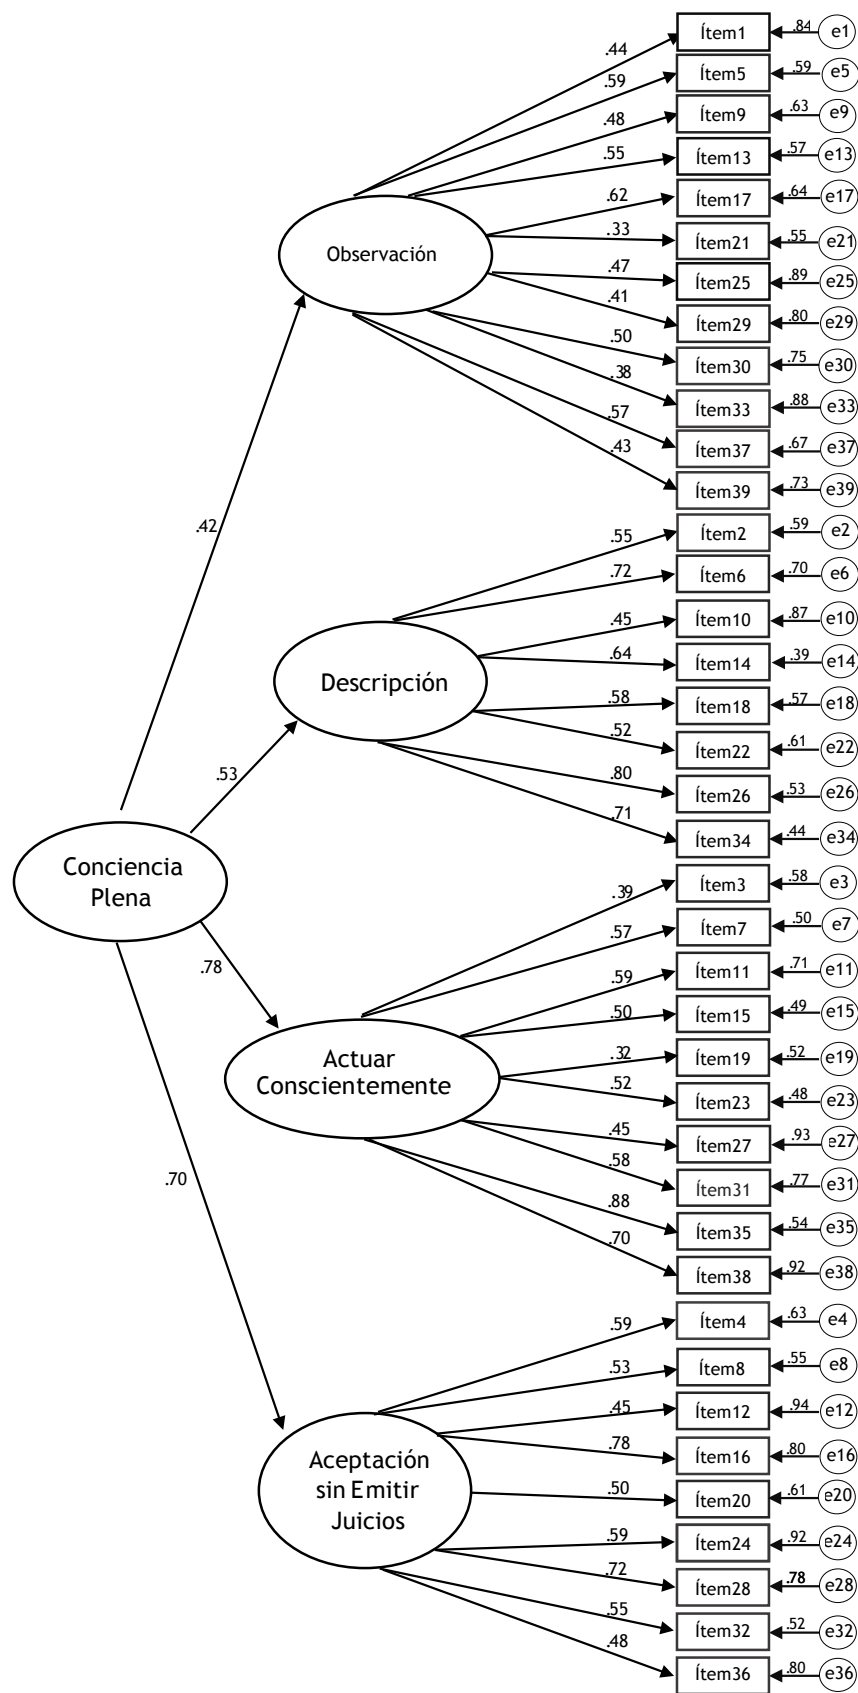 .44 Ítem1 .84 e1
.59 Ítem5 .59 e5
.48 Ítem9 .63 e9
.55 Ítem13 .57 e13
.62 Ítem17 .64 e17
Observación
.33 Ítem21 .55 e21
.47 Ítem25 .89 e25
.41 Ítem29 .80 e29
.50 Ítem30 .75 e30
.38 Ítem33 .88 e33
.57 Ítem37 .67 e37
.43 Ítem39 .73 e39
.42
.55 Ítem2 .59 e2
.72 Ítem6 .70 e6
.45 Ítem10 .87 e10
.64 Ítem14 .39 e14
Descripción
.58 Ítem18 .57 e18
.52 Ítem22 .61 e22
.53
.80 Ítem26 .53 e26
.71 Ítem34 .44 e34
Conciencia
Plena
.39 Ítem3 .58 e3
.57 Ítem7 .50 e7
.78
.59 Ítem11 .71 e11
.50 Ítem15 .49 e15
Actuar
Conscientemente
.32 Ítem19 .52 e19
.52 Ítem23 .48 e23
.45 Ítem27 .93 e27
.58 Ítem31 .77 e31
.70
.88 Ítem35 .54 e35
.70 Ítem38 .92 e38
.59 Ítem4 .63 e4
.53 Ítem8 .55 e8
.45 Ítem12 .94 e12
.78 Ítem16 .80 e16
Aceptación
sin Emitir
Juicios
.50 Ítem20 .61 e20
.59 Ítem24 .92 e24
.72 Ítem28 .78 e28
.55 Ítem32 .52 e32
.48 Ítem36 .80 e36